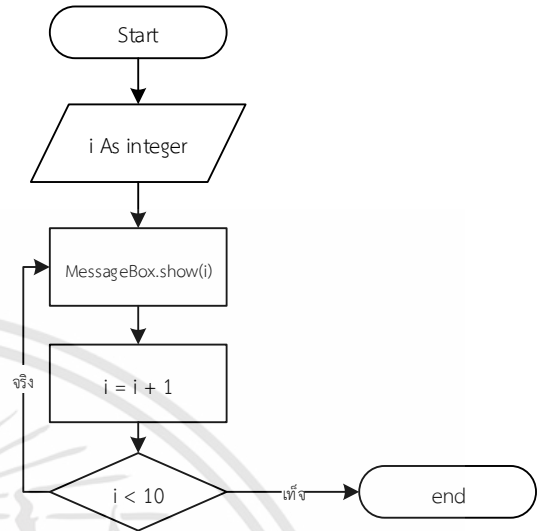 Start
i As integer
MessageBox.show(i)
จริง
i = i + 1
i < 10
เท็จ
end